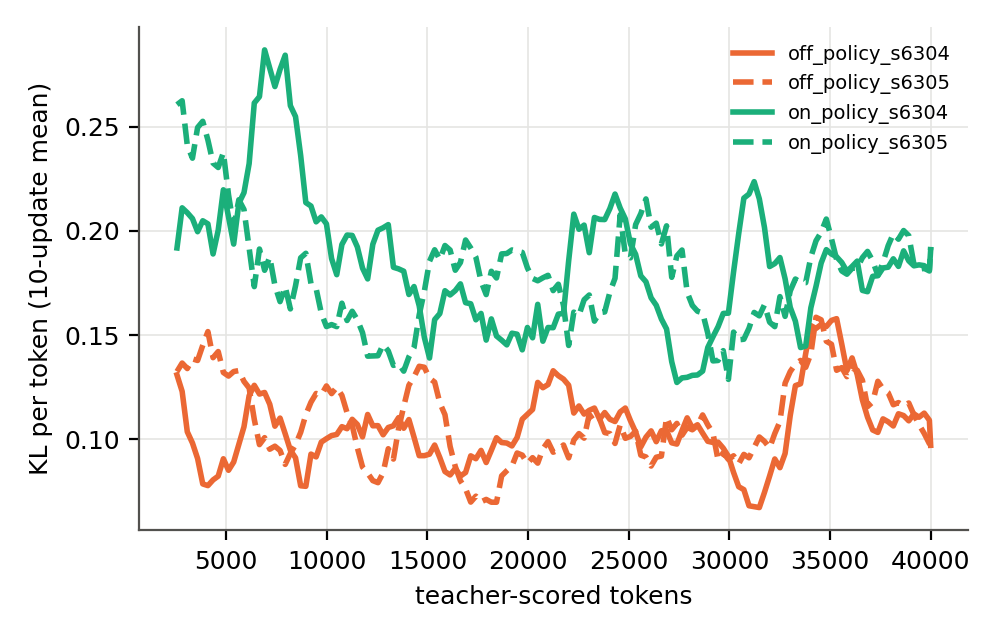 off_policy_s6304
off_policy_s6305
on_policy_s6304
on_policy_s6305
KL per token (10-update mean)
0.25
0.20
0.15
0.10
5000 10000 15000 20000 25000 30000 35000 40000
teacher-scored tokens